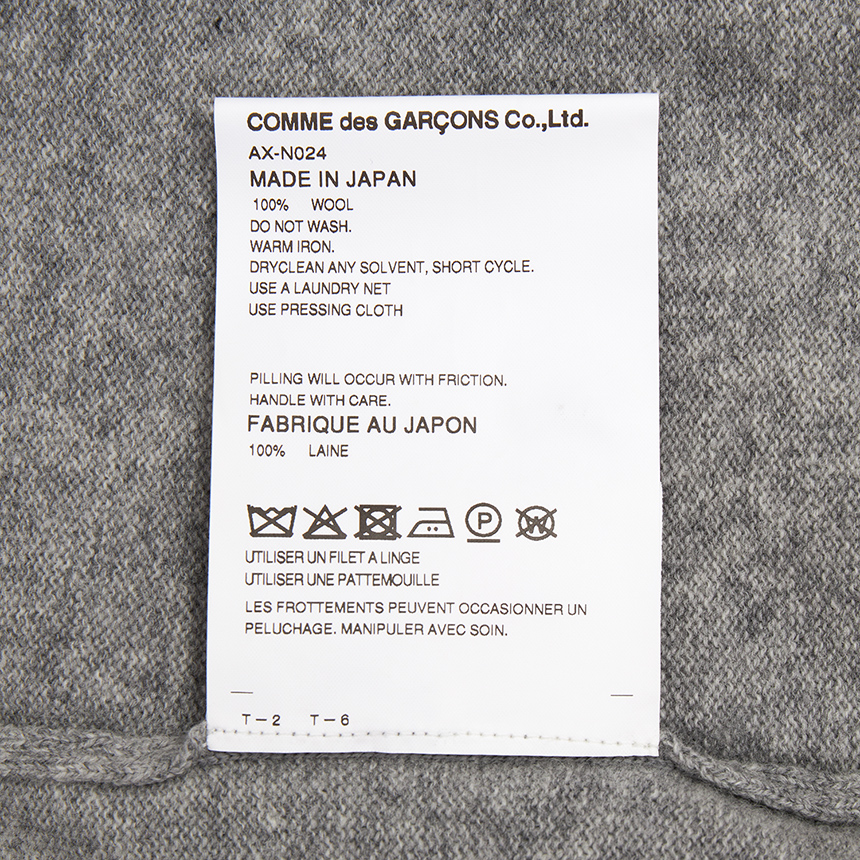 COMME des GARÇONS Co.,Ltd.
AX-N024
MADE IN JAPAN
100% WOOL
DO NOT WASH.
WARM IRON.
DRYCLEAN ANY SOLVENT, SHORT CYCLE.
USE A LAUNDRY NET
USE PRESSING CLOTH
PILLING WILL OCCUR WITH FRICTION.
HANDLE WITH CARE.
FABRIQUE AU JAPON
100% LAINE
P W
UTILISER UN FILET A LINGE
UTILISER UNE PATTEMOUILLE
LES FROTTEMENTS PEUVENT OCCASIONNER UN
PELUCHAGE. MANIPULER AVEC SOIN.
T－2 T－6